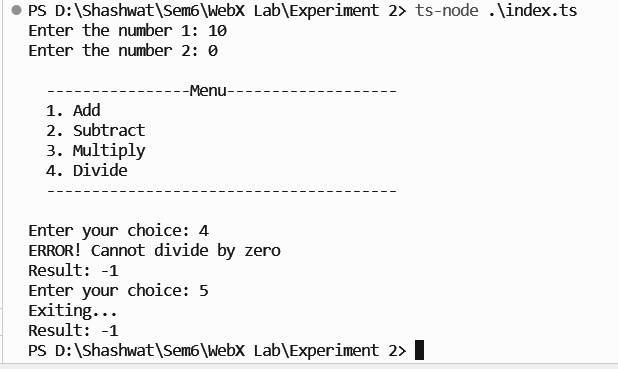 PS D:\Shashwat\Sem6\WebX Lab\Experiment 2> ts-node .\index.ts
Enter the number 1: 10
Enter the number 2: 0
----------------Menu-------------------
1. Add
2. Subtract
3. Multiply
4. Divide
---------------------------------------
Enter your choice: 4
ERROR! Cannot divide by zero
Result: -1
Enter your choice: 5
Exiting...
Result: -1
PS D:\Shashwat\Sem6\WebX Lab\Experiment 2>